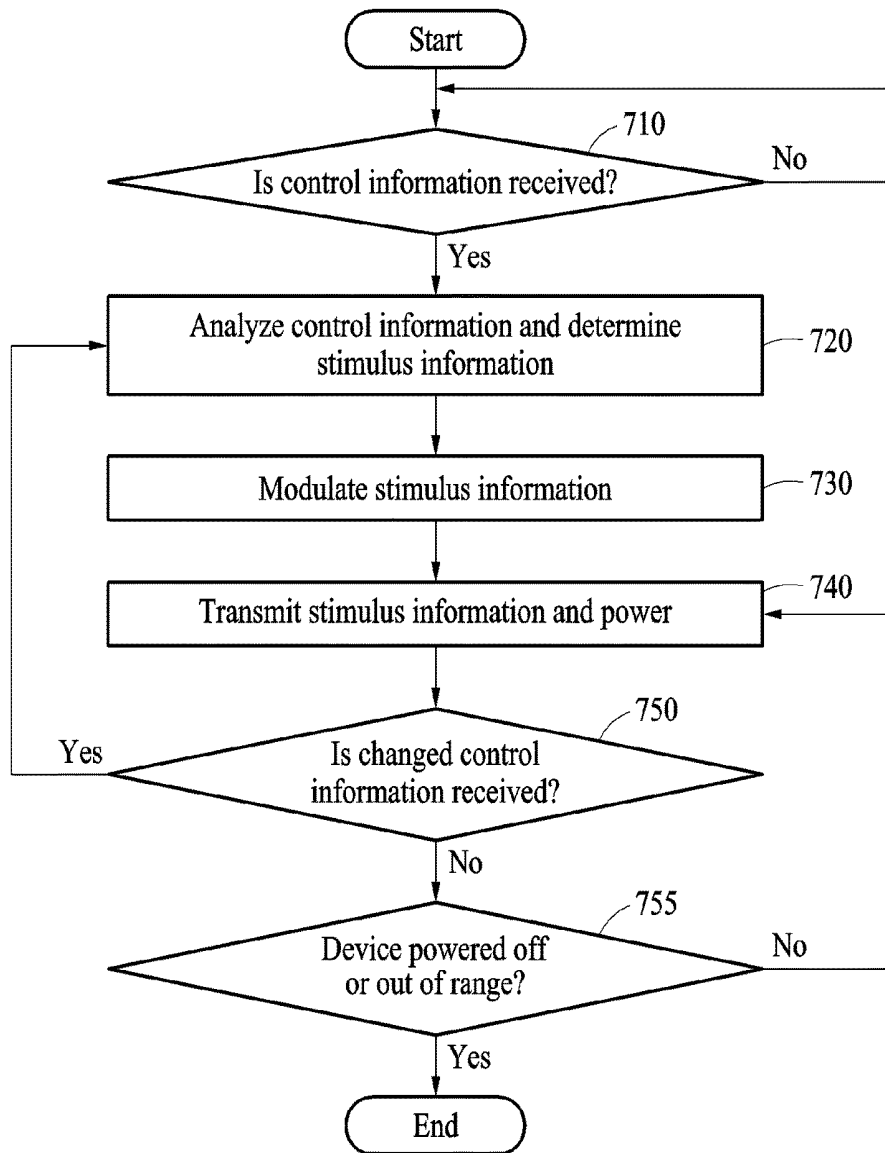 Start
710
Is control information received?
No
Yes
Analyze control information and determine
stimulus information
720
Modulate stimulus information
730
740
Transmit stimulus information and power
750
Yes
Is changed control
information received?
No
755
Device powered off
or out of range?
No
Yes
End